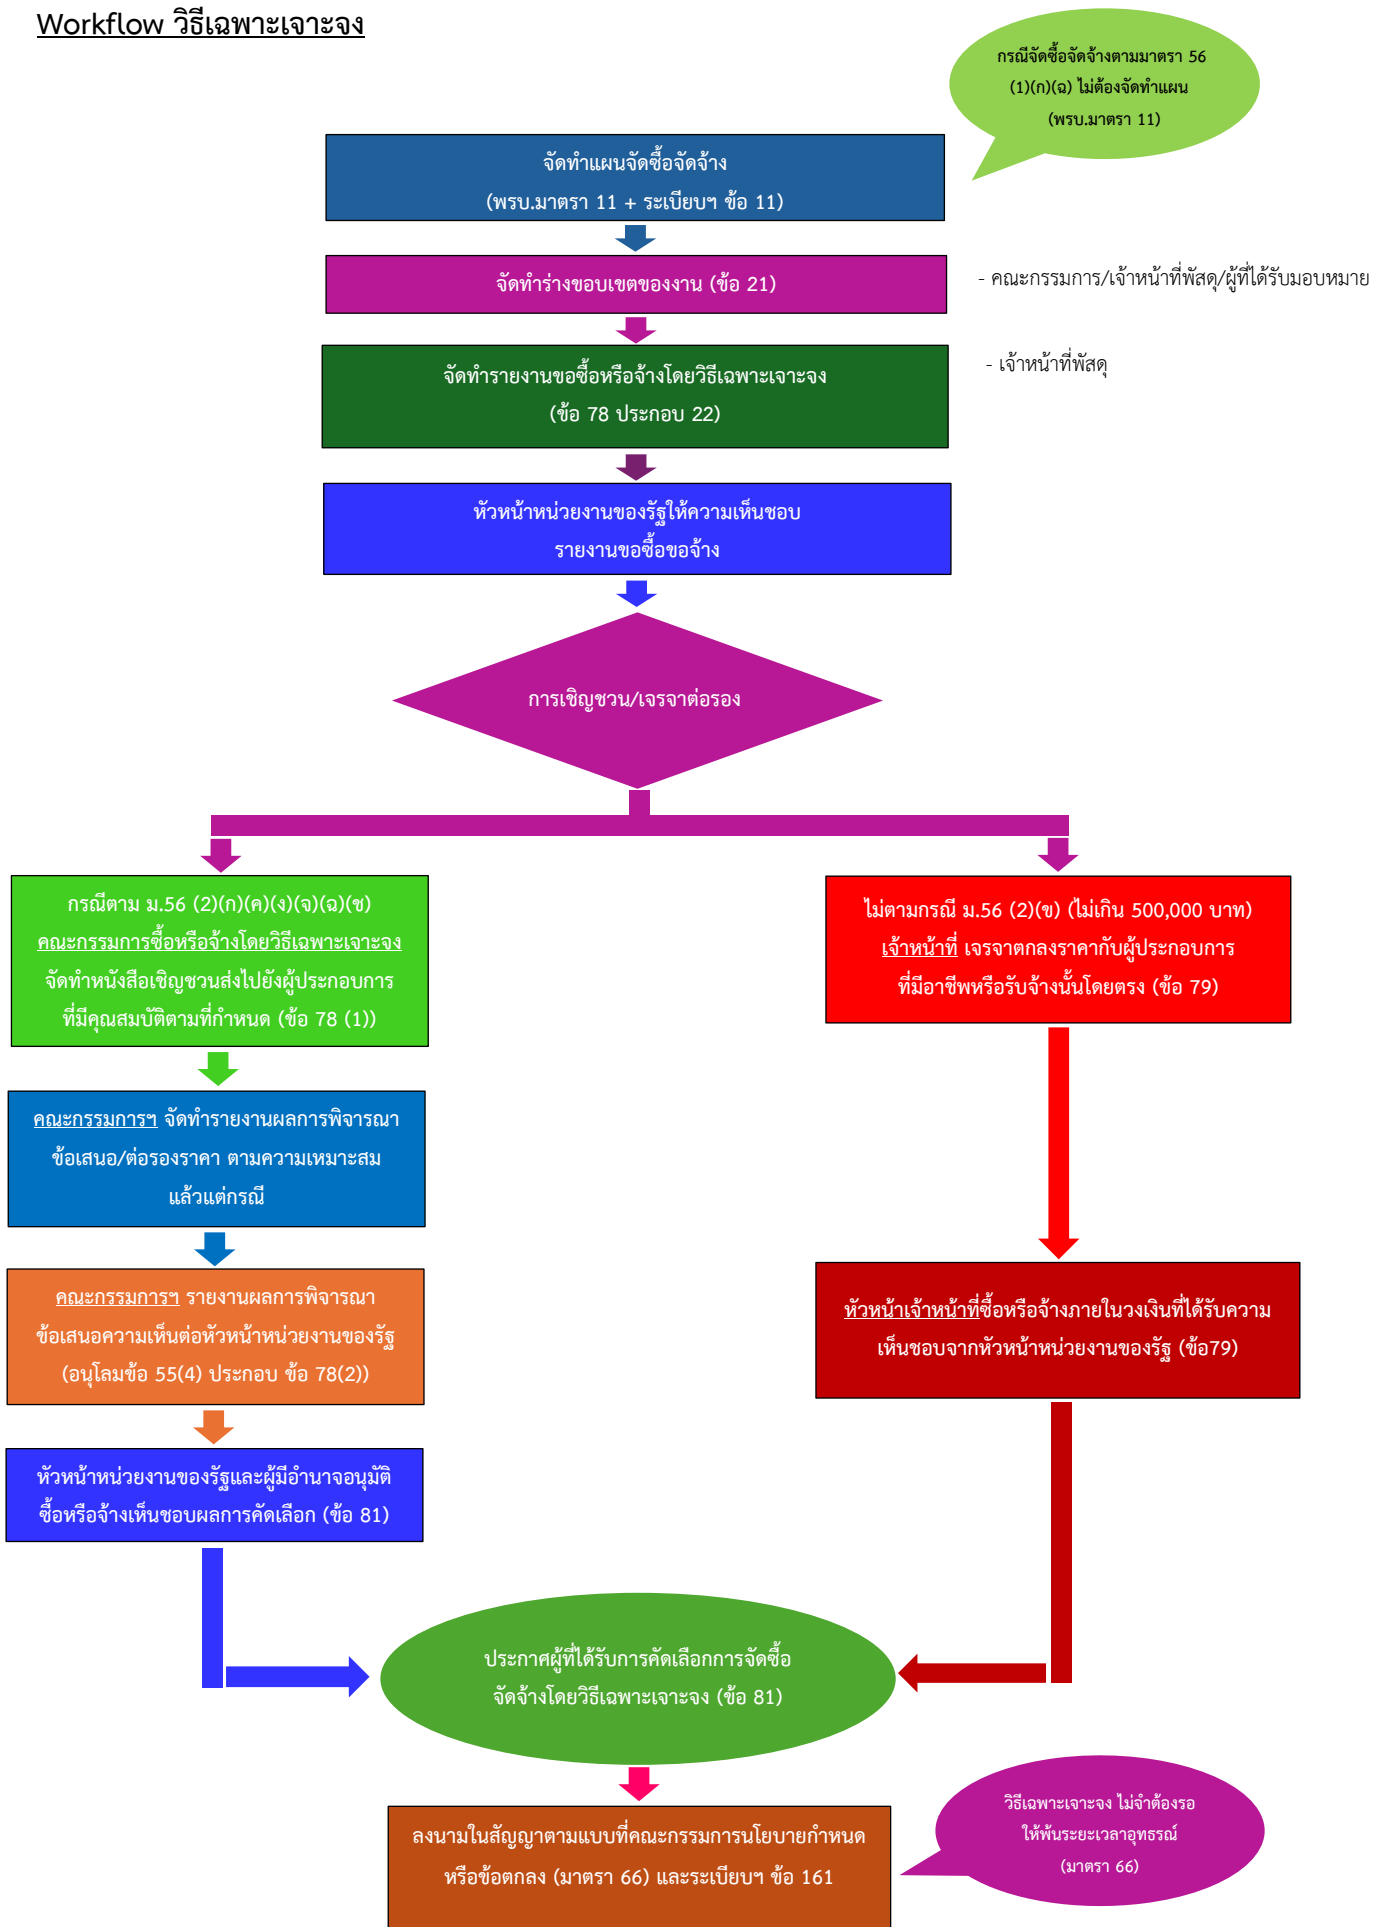 Workflow วิธีเฉพาะเจาะจง
กรณีจัดซื้อจัดจ้างตามมาตรา 56
(1)(ก)(ฉ) ไม่ต้องจัดทำแผน
(พรบ.มาตรา 11)
จัดทำแผนจัดซื้อจัดจ้าง
(พรบ.มาตรา 11 + ระเบียบฯ ข้อ 11)
จัดทำร่างขอบเขตของงาน (ข้อ 21)
- คณะกรรมการ/เจ้าหน้าที่พัสดุ/ผู้ที่ได้รับมอบหมาย
จัดทำรายงานขอซื้อหรือจ้างโดยวิธีเฉพาะเจาะจง
(ข้อ 78 ประกอบ 22)
- เจ้าหน้าที่พัสดุ
หัวหน้าหน่วยงานของรัฐให้ความเห็นชอบ
รายงานขอซื้อขอจ้าง
การเชิญชวน/เจรจาต่อรอง
กรณีตาม ม.56 (2)(ก)(ค)(ง)(จ)(ฉ)(ช)
คณะกรรมการซื้อหรือจ้างโดยวิธีเฉพาะเจาะจง
จัดทำหนังสือเชิญชวนส่งไปยังผู้ประกอบการ
ที่มีคุณสมบัติตามที่กำหนด (ข้อ 78 (1))
ไม่ตามกรณี ม.56 (2)(ข) (ไม่เกิน 500,000 บาท)
เจ้าหน้าที่ เจรจาตกลงราคากับผู้ประกอบการ
ที่มีอาชีพหรือรับจ้างนั้นโดยตรง (ข้อ 79)
คณะกรรมการฯ จัดทำรายงานผลการพิจารณา
ข้อเสนอ/ต่อรองราคา ตามความเหมาะสม
แล้วแต่กรณี
คณะกรรมการฯ รายงานผลการพิจารณา
ข้อเสนอความเห็นต่อหัวหน้าหน่วยงานของรัฐ
(อนุโลมข้อ 55(4) ประกอบ ข้อ 78(2))
หัวหน้าเจ้าหน้าที่ซื้อหรือจ้างภายในวงเงินที่ได้รับความ
เห็นชอบจากหัวหน้าหน่วยงานของรัฐ (ข้อ79)
หัวหน้าหน่วยงานของรัฐและผู้มีอำนาจอนุมัติ
ซื้อหรือจ้างเห็นชอบผลการคัดเลือก (ข้อ 81)
ประกาศผู้ที่ได้รับการคัดเลือกการจัดซื้อ
จัดจ้างโดยวิธีเฉพาะเจาะจง (ข้อ 81)
วิธีเฉพาะเจาะจง ไม่จำต้องรอ
ให้พ้นระยะเวลาอุทธรณ์
(มาตรา 66)
ลงนามในสัญญาตามแบบที่คณะกรรมการนโยบายกำหนด
หรือข้อตกลง (มาตรา 66) และระเบียบฯ ข้อ 161